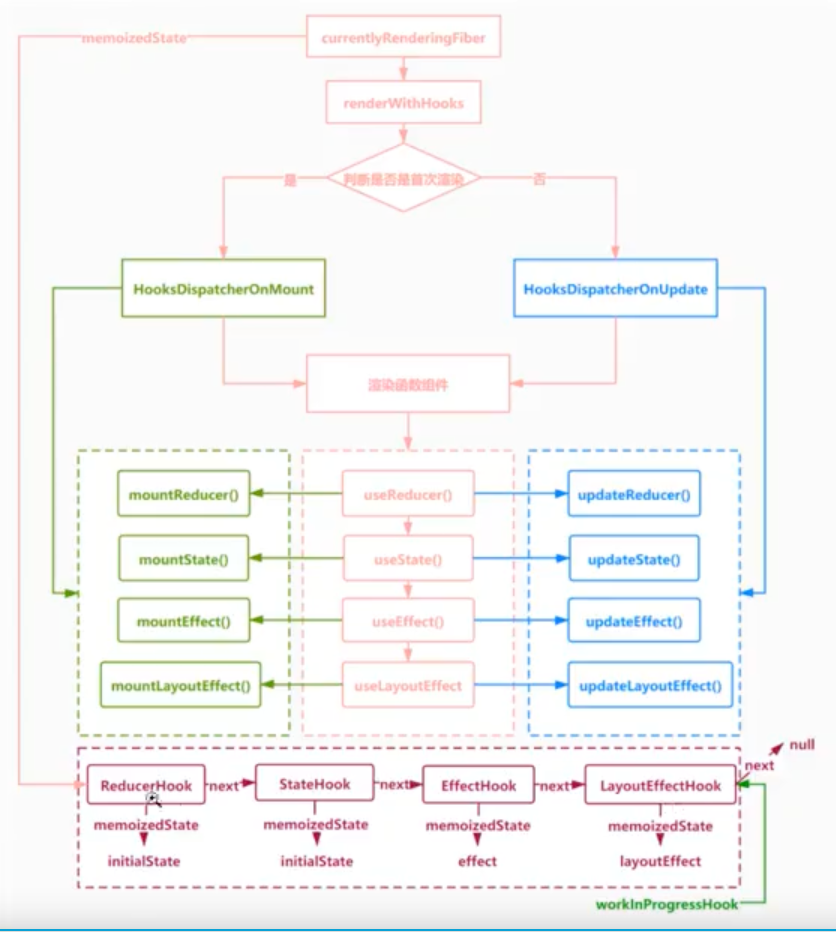 memoizedState
currentlyRenderingFiber
renderWithHooks
是
判断是否是首次渲染
否
HooksDispatcherOnMount
HooksDispatcherOnUpdate
渲染函数组件
mountReducer()
useReducer()
updateReducer()
mountState()
useState()
updateState()
mountEffect()
useEffect()
updateEffect()
mountLayoutEffect()
useLayoutEffect
updateLayoutEffect()
null
next
ReducerHook
next
StateHook
next
EffectHook
next
LayoutEffectHook
memoizedState
memoizedState
memoizedState
memoizedState
initialState
initialState
effect
layoutEffect
workInProgressHook